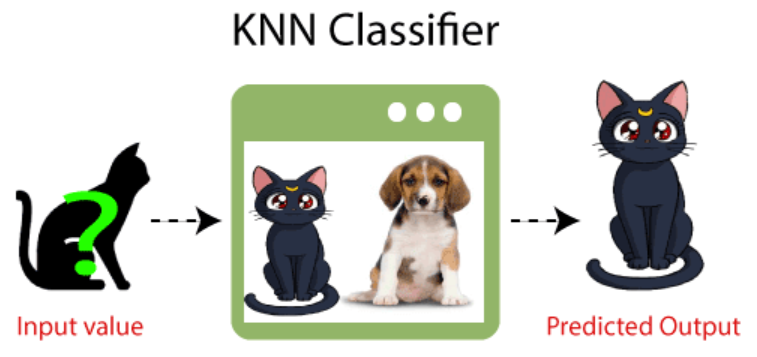 KNN Classifier
?
Input value
Predicted Output